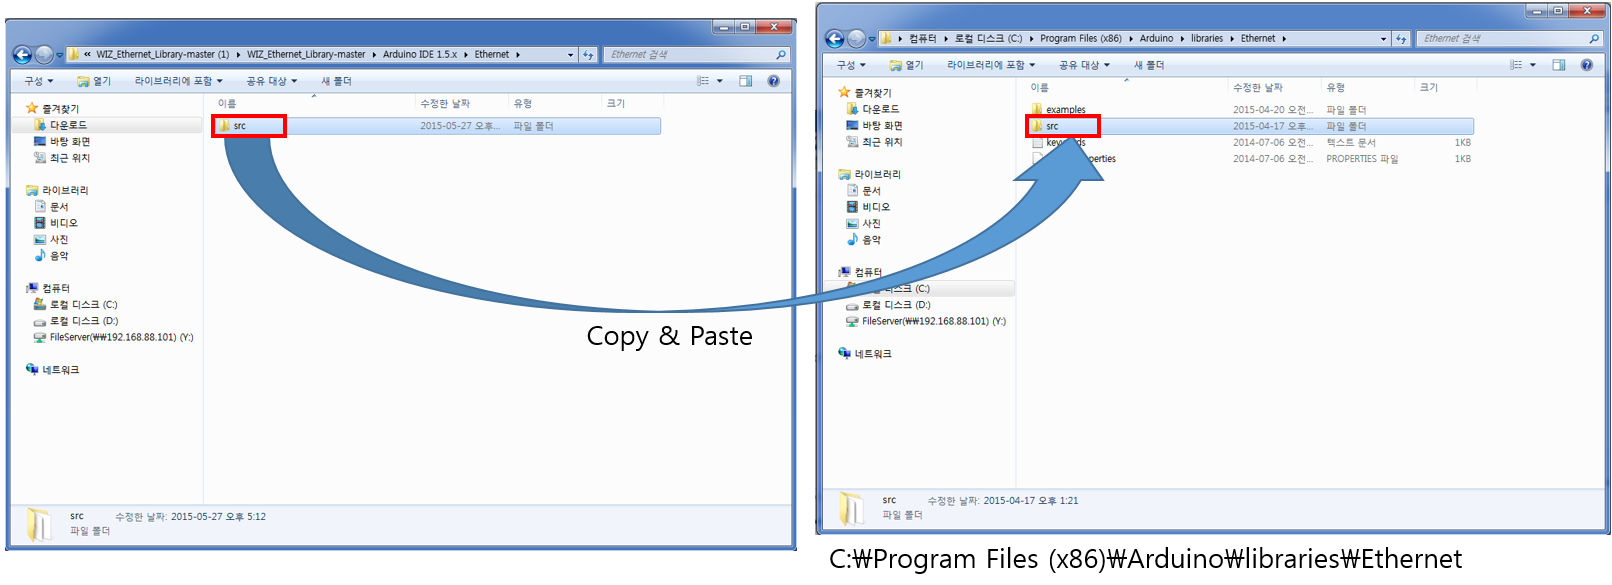 « WIZ_Ethernet_Library-master (1) ▸ WIZ_Ethernet_Library-master ▸ Arduino IDE 1.5.x ▸ Ethernet ▸
Ethernet 검색
구성 열기 라이브러리에 포함 공유 대상 새 폴더
즐겨찾기
다운로드
바탕 화면
최근 위치
라이브러리
문서
비디오
사진
음악
컴퓨터
로컬 디스크 (C:)
로컬 디스크 (D:)
FileServer(₩₩192.168.88.101) (Y:)
네트워크
이름 수정한 날짜 유형 크기
src 2015-05-27 오후... 파일 폴더
src 수정한 날짜: 2015-05-27 오후 5:12
파일 폴더
Copy & Paste
▸ 컴퓨터 ▸ 로컬 디스크 (C:) ▸ Program Files (x86) ▸ Arduino ▸ libraries ▸ Ethernet ▸
Ethernet 검색
구성 열기 라이브러리에 포함 공유 대상 새 폴더
즐겨찾기
다운로드
바탕 화면
최근 위치
라이브러리
문서
비디오
사진
음악
컴퓨터
디스크 (C:)
로컬 디스크 (D:)
FileServer(₩₩192.168.88.101) (Y:)
네트워크
이름 수정한 날짜 유형 크기
examples 2015-04-20 오전... 파일 폴더
src 2015-04-17 오후... 파일 폴더
2014-07-06 오전... 텍스트 문서 1KB
2014-07-06 오전... PROPERTIES 파일 1KB
src 수정한 날짜: 2015-04-17 오후 1:21
파일 폴더
C:₩Program Files (x86)₩Arduino₩libraries₩Ethernet